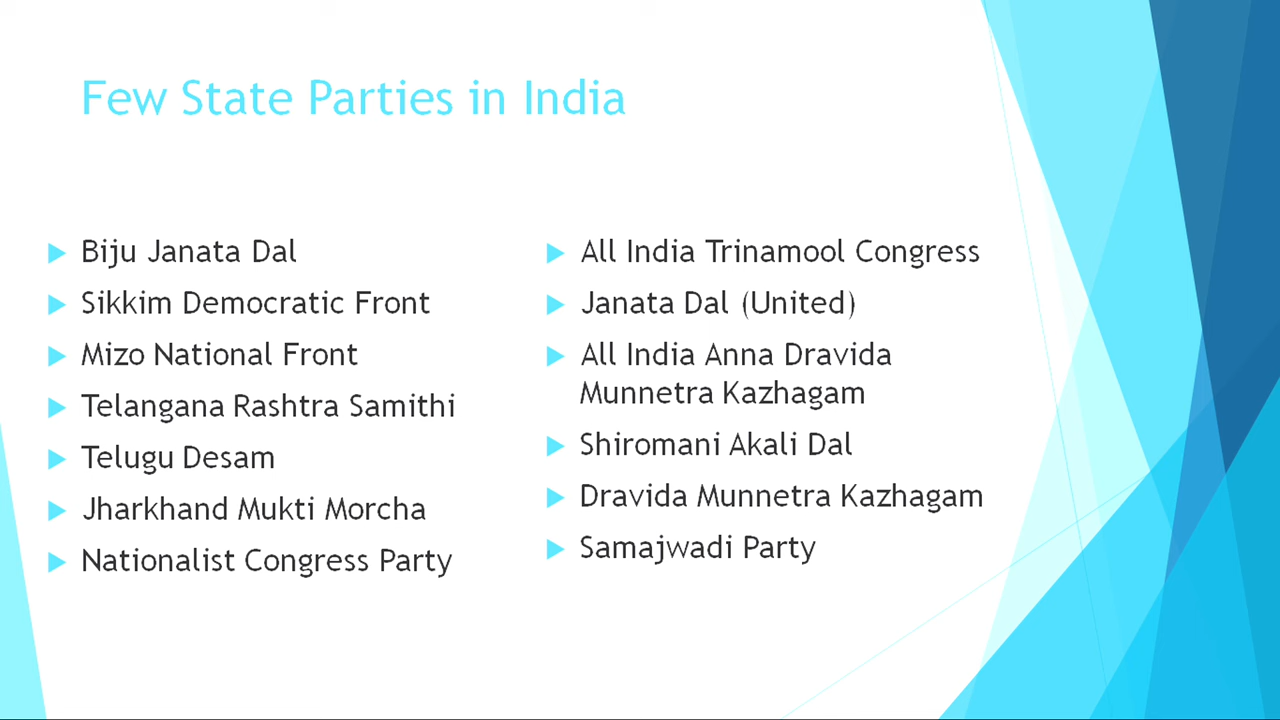 Few State Parties in India
Biju Janata Dal
Sikkim Democratic Front
Mizo National Front
Telangana Rashtra Samithi
Telugu Desam
Jharkhand Mukti Morcha
Nationalist Congress Party
All India Trinamool Congress
Janata Dal (United)
All India Anna Dravida
Munnetra Kazhagam
Shiromani Akali Dal
Dravida Munnetra Kazhagam
Samajwadi Party